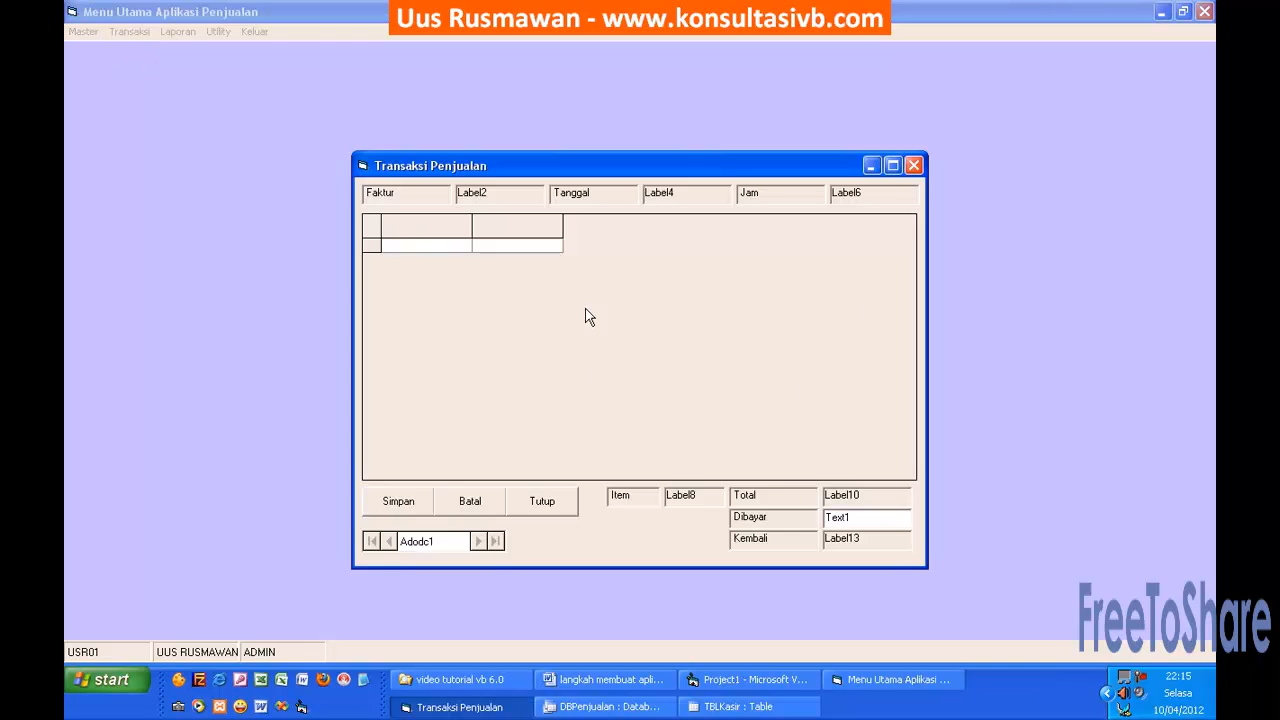 Menu Utama Aplikasi Penjualan
Uus Rusmawan - www.konsultasivb.com
Master Transaksi Laporan Utility Keluar
Transaksi Penjualan
Faktur Label2 Tanggal Label4 Jam Label6
Simpan Batal Tutup Item Label8 Total Label10
Dibayar Text1
Adodc1 Kembali Label13
FreeToShare
USR01 UUS RUSMAWAN ADMIN
start video tutorial vb 6.0 langkah membuat apli... Project1 - Microsoft V... Menu Utama Aplikasi ... 22:15
Selasa
Transaksi Penjualan DBPenjualan : Databa... TBLKasir : Table 10/04/2012